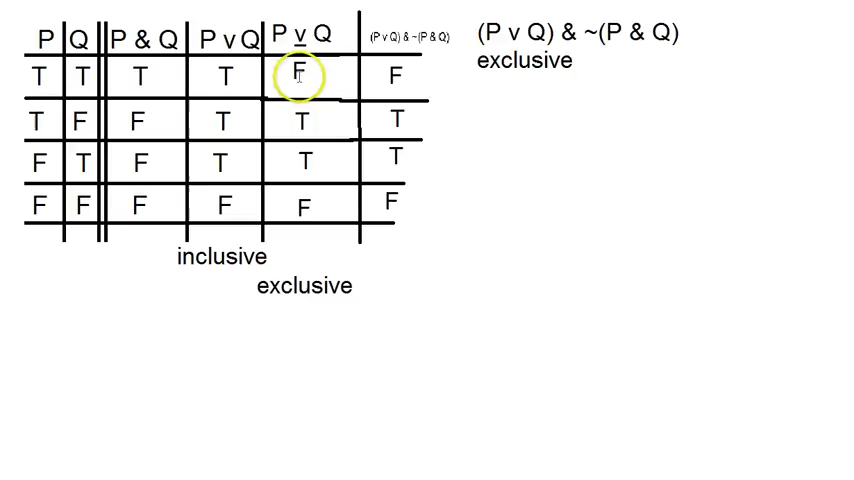 P Q P & Q P v Q P v Q (P v Q) & ~(P & Q)
T T T T F F
T F F T T T
F T F T T T
F F F F F F
inclusive
exclusive
(P v Q) & ~(P & Q)
exclusive